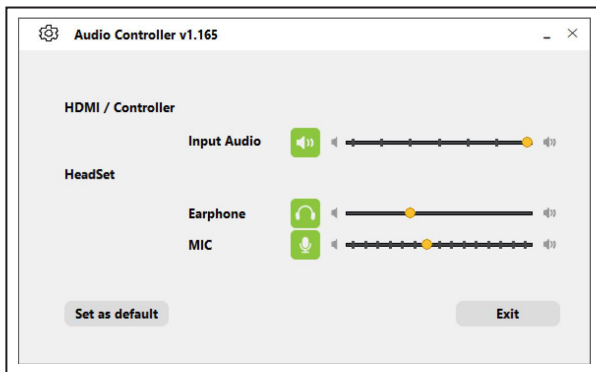 Audio Controller v1.165
HDMI / Controller
Input Audio
HeadSet
Earphone
MIC
Set as default
Exit